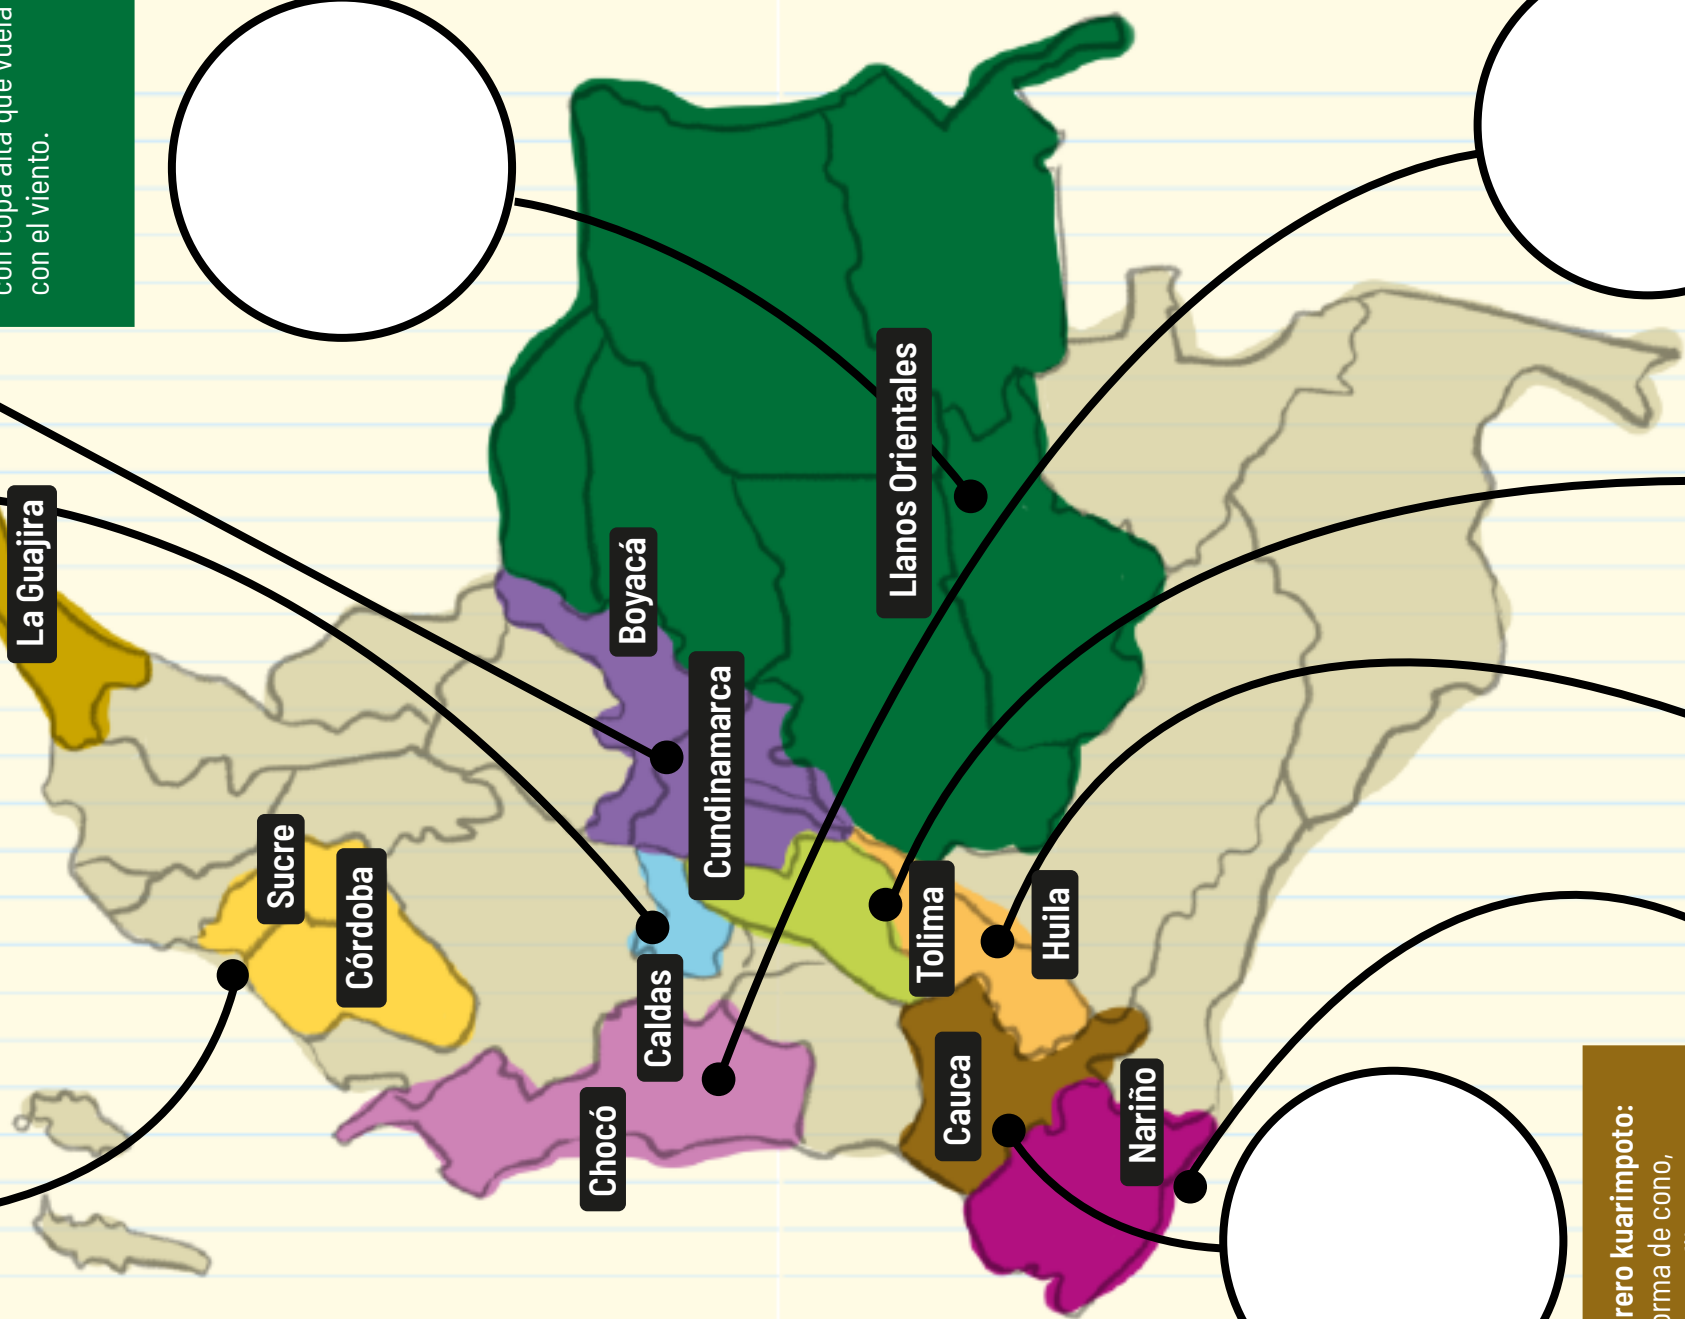 con copa alta que vuela
con el viento.
La Guajira
Sucre
Córdoba
Boyacá
Cundinamarca
Llanos Orientales
Caldas
Chocó
Tolima
Huila
Cauca
Nariño
rero kuarimpoto:
orma de cono,